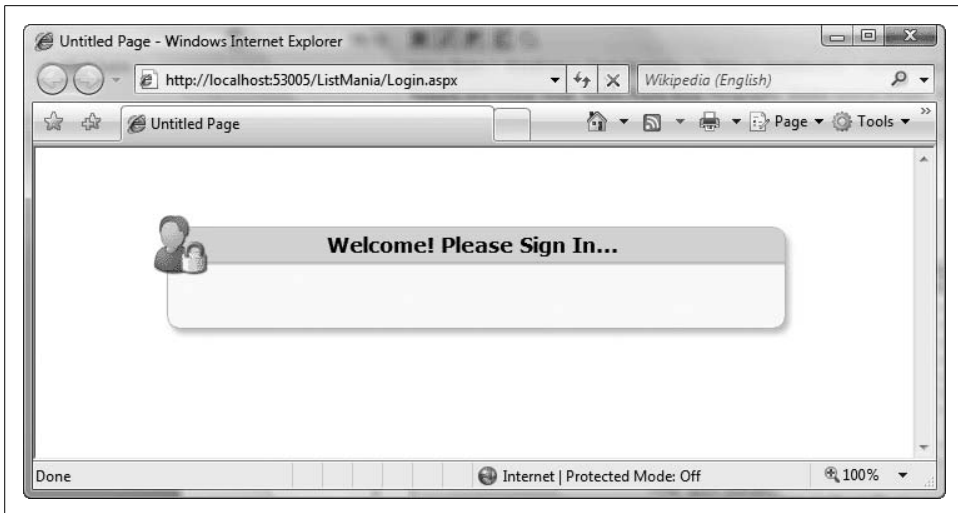 Untitled Page - Windows Internet Explorer
http://localhost:53005/ListMania/Login.aspx
Wikipedia (English)
Untitled Page
Page
Tools
Welcome! Please Sign In...
Done
Internet | Protected Mode: Off
100%